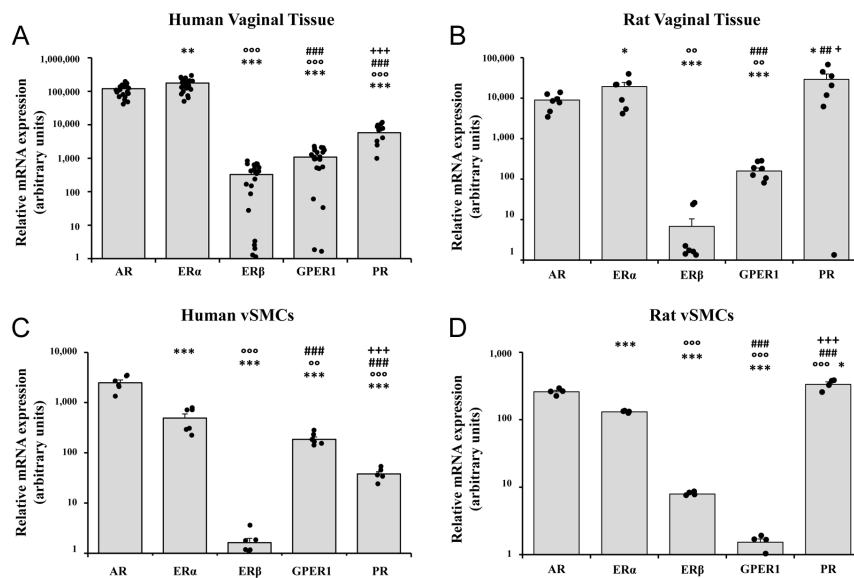 A
Human Vaginal Tissue
Relative mRNA expression
(arbitrary units)
1,000,000
100,000
10,000
1,000
100
10
1
** °°° ### +++
*** °°° ###
*** °°°
***
AR ERα ERβ GPER1 PR
B
Rat Vaginal Tissue
Relative mRNA expression
(arbitrary units)
100,000
10,000
1,000
100
10
1
* °° ### * ## +
*** °°
***
AR ERα ERβ GPER1 PR
C
Human vSMCs
Relative mRNA expression
(arbitrary units)
10,000
1,000
100
10
1
*** °°° ### +++
*** °° ###
*** °°°
***
AR ERα ERβ GPER1 PR
D
Rat vSMCs
Relative mRNA expression
(arbitrary units)
1,000
100
10
1
*** °°° ### +++
*** °°° ###
*** °°° *
AR ERα ERβ GPER1 PR